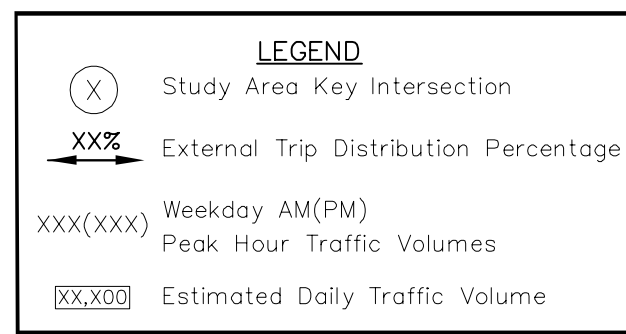 LEGEND
X Study Area Key Intersection
XX% External Trip Distribution Percentage
XXX(XXX) Weekday AM(PM)
Peak Hour Traffic Volumes
XX,X00 Estimated Daily Traffic Volume